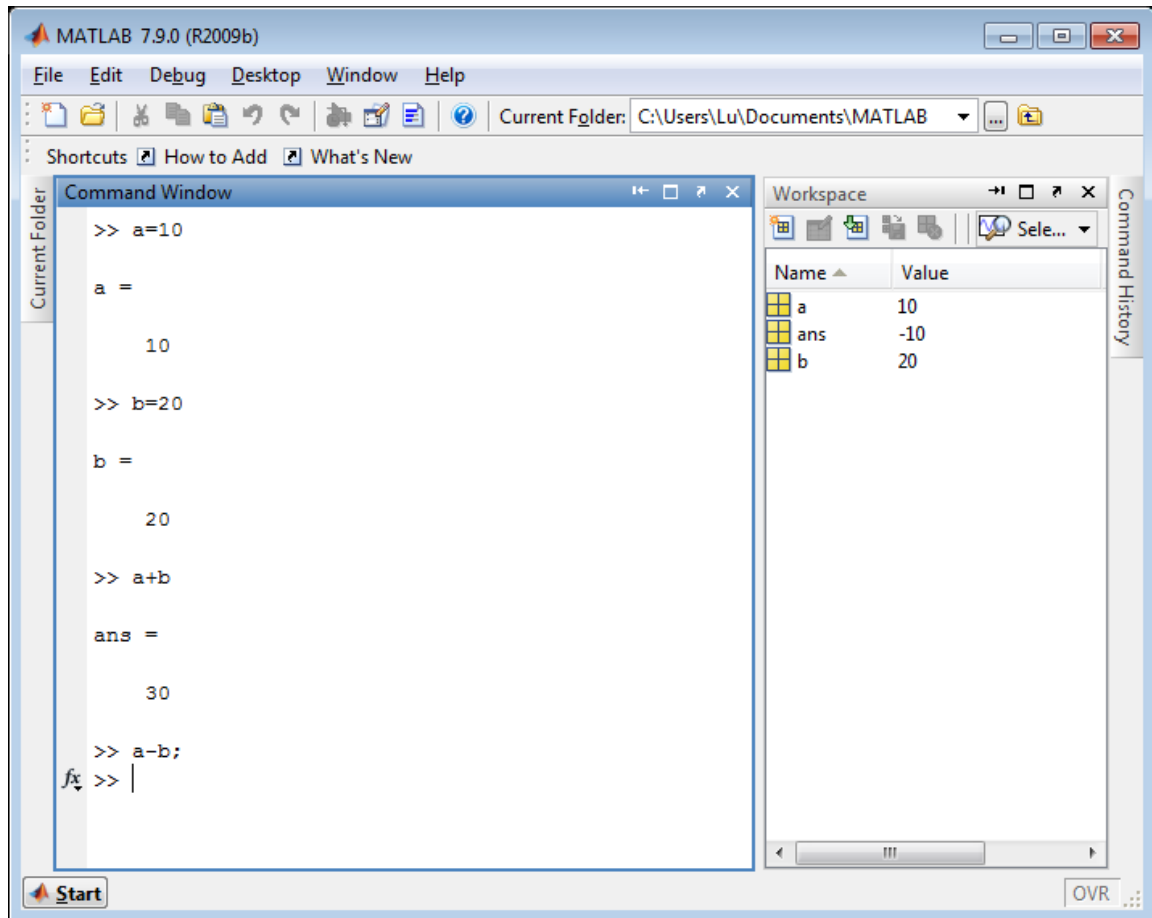 MATLAB 7.9.0 (R2009b)
File Edit Debug Desktop Window Help
Current Folder: C:\Users\Lu\Documents\MATLAB ...
Shortcuts How to Add What's New
Current Folder
Command Window
>> a=10
a =
10
>> b=20
b =
20
>> a+b
ans =
30
>> a-b;
fx >>
Workspace
Sele...
Name Value
a 10
ans -10
b 20
Command History
Start
OVR